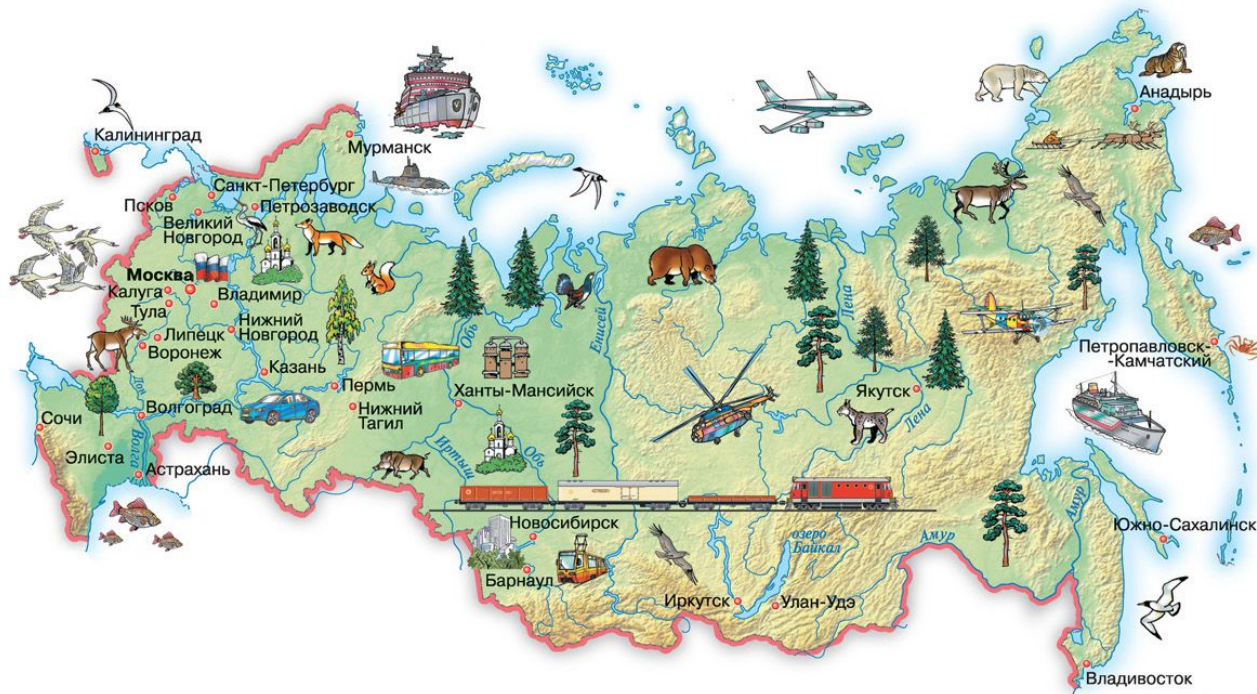 Анадырь
Калининград
Мурманск
Санкт-Петербург
Псков
Петрозаводск
Великий
Новгород
Москва
Калуга
Владимир
Тула
Нижний
Новгород
Липецк
Воронеж
Казань
Обь
Енисей
Лена
Петропавловск-
-Камчатский
Пермь
Ханты-Мансийск
Якутск
Дон
Волгоград
Нижний
Тагил
Лена
Сочи
Элиста
Волга
Астрахань
Иртыш
Обь
Новосибирск
озеро
Байкал
Амур
Амур
Южно-Сахалинск
Барнаул
Иркутск
Улан-Удэ
Владивосток